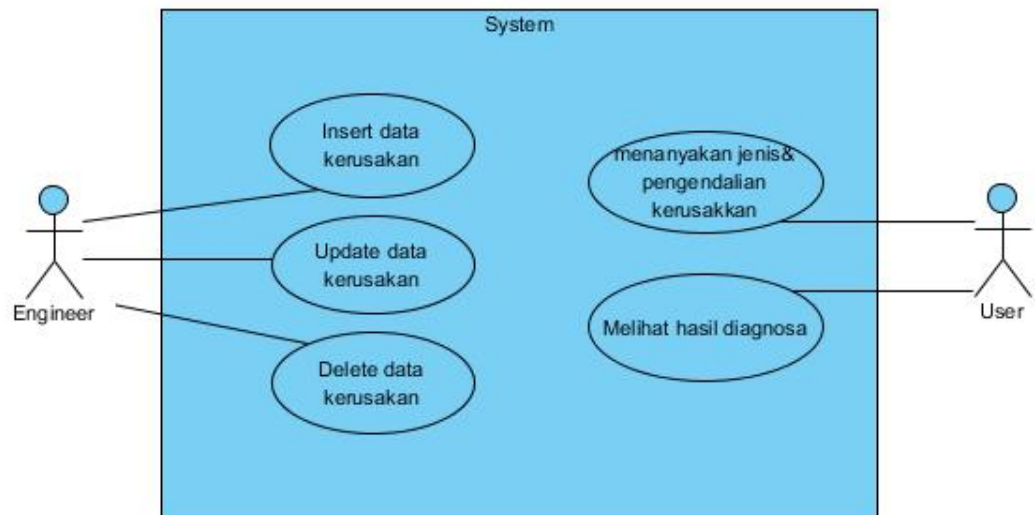 System
Insert data
kerusakan
Update data
kerusakan
Delete data
kerusakan
menanyakan jenis&
pengendalian
kerusakkan
Melihat hasil diagnosa
Engineer
User